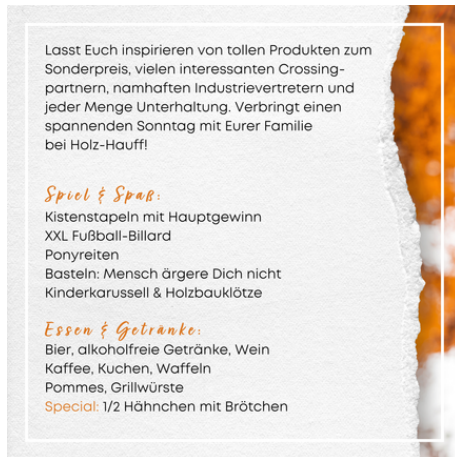 Lasst Euch inspirieren von tollen Produkten zum
Sonderpreis, vielen interessanten Crossing-
partnern, namhaften Industrievertretern und
jeder Menge Unterhaltung. Verbringt einen
spannenden Sonntag mit Eurer Familie
bei Holz-Hauff!
Spiel & Spaß:
Kistenstapeln mit Hauptgewinn
XXL Fußball-Billard
Ponyreiten
Basteln: Mensch ärgere Dich nicht
Kinderkarussell & Holzbauklötze
Essen & Getränke:
Bier, alkoholfreie Getränke, Wein
Kaffee, Kuchen, Waffeln
Pommes, Grillwürste
Special: 1/2 Hähnchen mit Brötchen